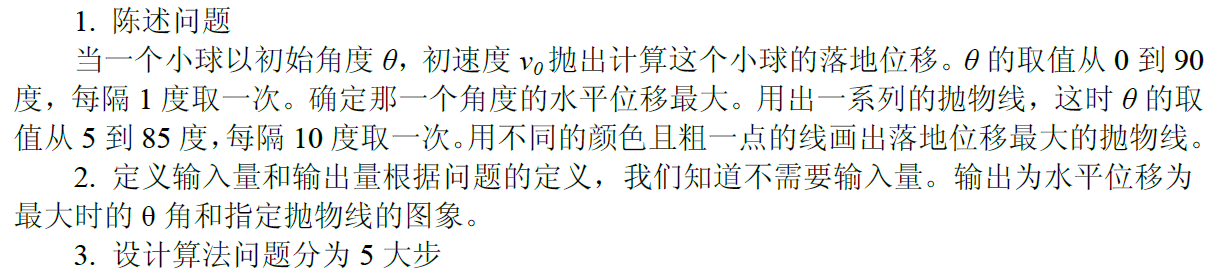 1. 陈述问题
当一个小球以初始角度 θ，初速度 v0 抛出计算这个小球的落地位移。θ 的取值从 0 到 90
度，每隔 1 度取一次。确定那一个角度的水平位移最大。用出一系列的抛物线，这时 θ 的取
值从 5 到 85 度，每隔 10 度取一次。用不同的颜色且粗一点的线画出落地位移最大的抛物线。
2. 定义输入量和输出量根据问题的定义，我们知道不需要输入量。输出为水平位移为
最大时的 θ 角和指定抛物线的图象。
3. 设计算法问题分为 5 大步